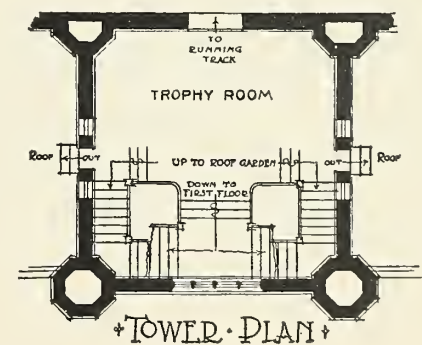 TO
RUNNING
TRACK
TROPHY ROOM
ROOF OUT UP TO ROOF GARDEN OUT ROOF
DOWN TO
FIRST FLOOR
TOWER · PLAN